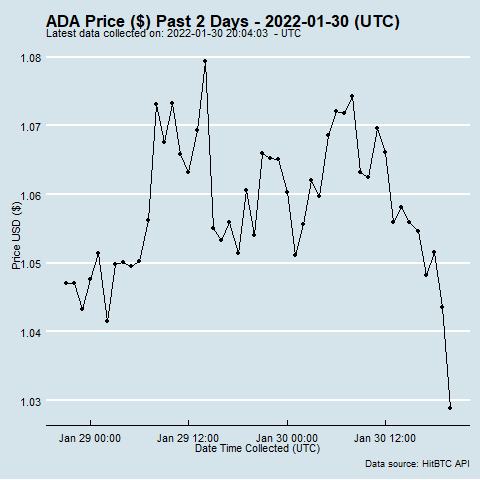 ADA Price ($) Past 2 Days - 2022-01-30 (UTC)
Latest data collected on: 2022-01-30 20:04:03 - UTC
1.08
1.07
1.06
1.05
1.04
1.03
Price USD ($)
Jan 29 00:00 Jan 29 12:00 Jan 30 00:00 Jan 30 12:00
Date Time Collected (UTC)
Data source: HitBTC API